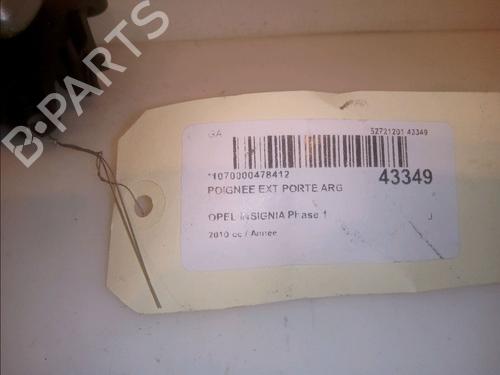 B-PARTS
GA 52721201 43349
*1070000478412 43349
POIGNEE EXT PORTE ARG
OPEL INSIGNIA Phase 1 J
2010 cc / Année